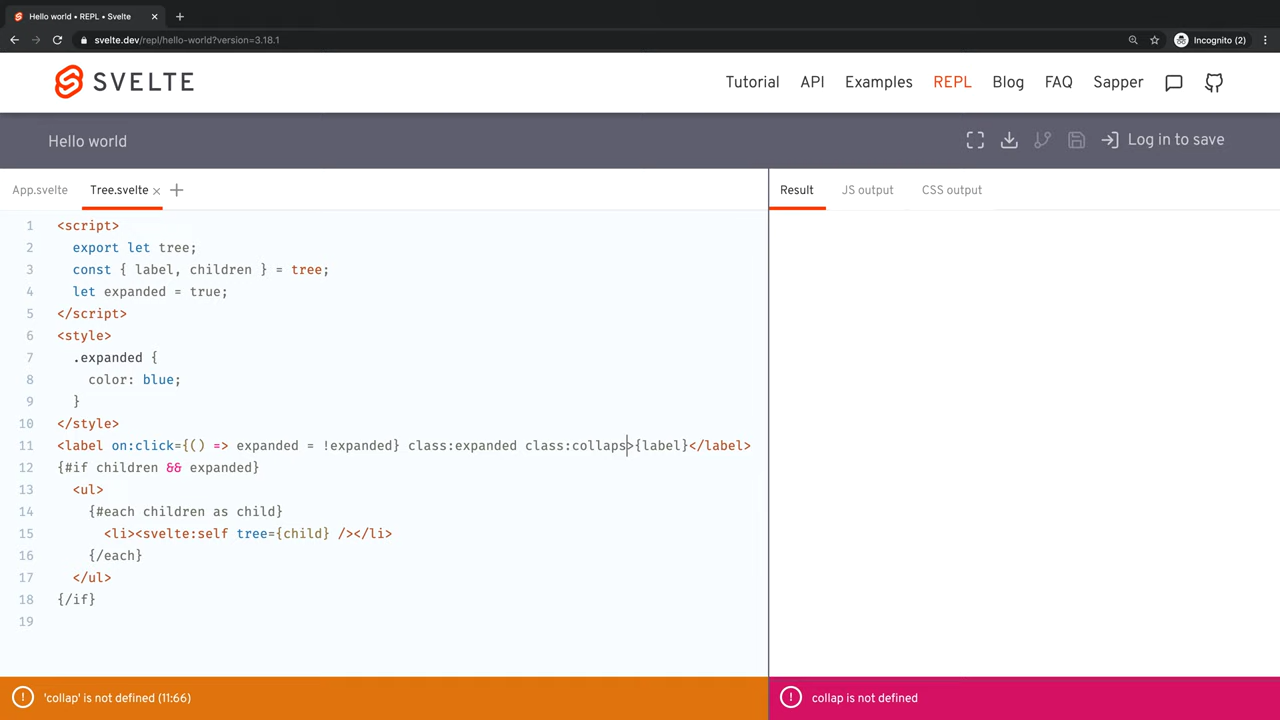 Hello world • REPL • Svelte
svelte.dev/repl/hello-world?version=3.18.1
Incognito (2)
SVELTE
Tutorial API Examples REPL Blog FAQ Sapper
Hello world
Log in to save
App.svelte Tree.svelte
Result JS output CSS output
1 <script>
2 export let tree;
3 const { label, children } = tree;
4 let expanded = true;
5 </script>
6 <style>
7 .expanded {
8 color: blue;
9 }
10 </style>
11 <label on:click={() => expanded = !expanded} class:expanded class:collaps>{label}</label>
12 {#if children && expanded}
13 <ul>
14 {#each children as child}
15 <li><svelte:self tree={child} /></li>
16 {/each}
17 </ul>
18 {/if}
19
'collap' is not defined (11:66)
collap is not defined